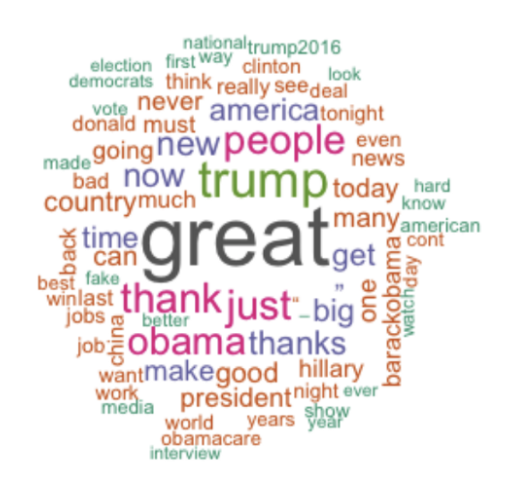 national trump2016
election first way clinton
democrats think really see deal look
vote never america tonight
donald must new people even
made going news
bad now trump today hard
country much many know
back time great american
can get cont
best fake day
win last thank just “ – ” big one barackobama watch
jobs better
job china obama thanks
want make good hillary
work president night ever
media show
world years year
obamacare
interview